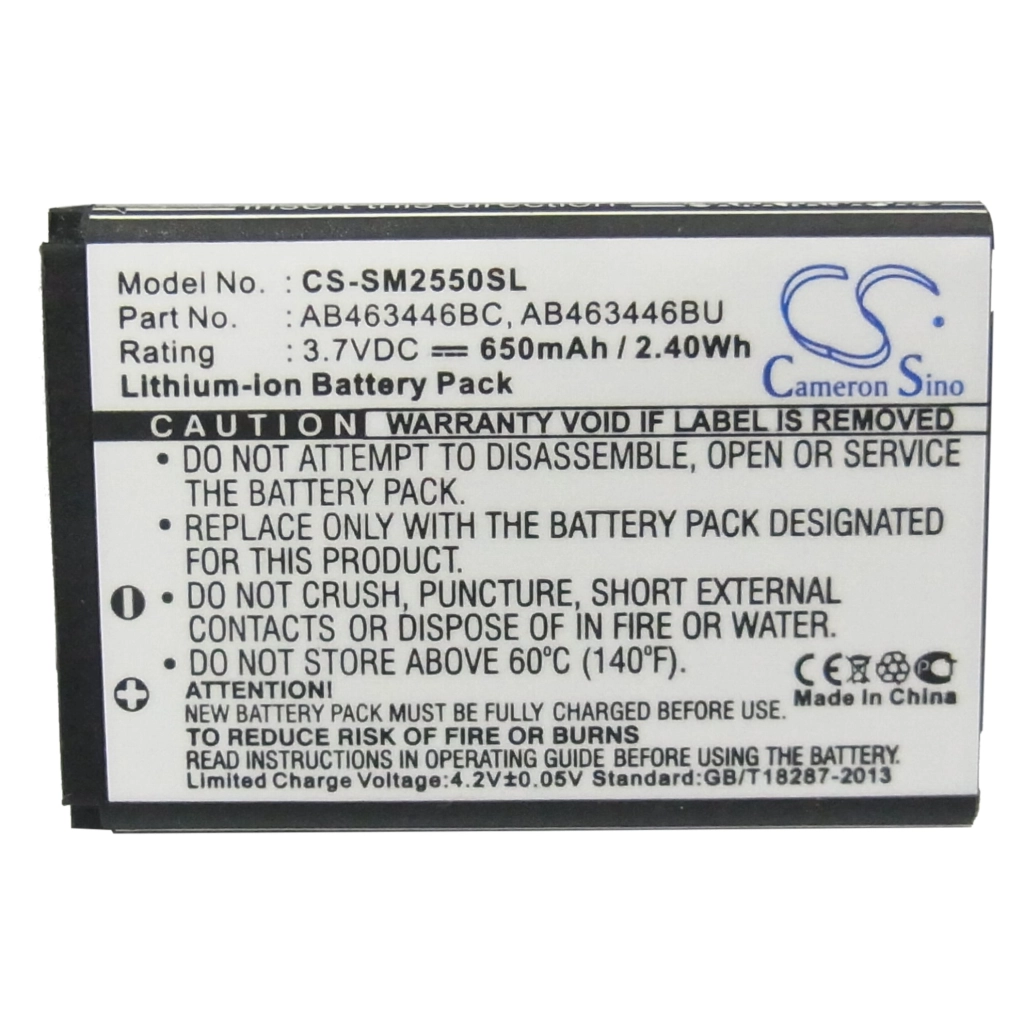 Insert this direction
Model No. : CS-SM2550SL
Part No. : AB463446BC, AB463446BU
Rating : 3.7VDC ⎓ 650mAh / 2.40Wh
Lithium-ion Battery Pack
CS
Cameron Sino
CAUTION WARRANTY VOID IF LABEL IS REMOVED
• DO NOT ATTEMPT TO DISASSEMBLE, OPEN OR SERVICE
THE BATTERY PACK.
• REPLACE ONLY WITH THE BATTERY PACK DESIGNATED
FOR THIS PRODUCT.
• DO NOT CRUSH, PUNCTURE, SHORT EXTERNAL
CONTACTS OR DISPOSE OF IN FIRE OR WATER.
• DO NOT STORE ABOVE 60°C (140°F).
CE
Made In China
ATTENTION!
NEW BATTERY PACK MUST BE FULLY CHARGED BEFORE USE.
TO REDUCE RISK OF FIRE OR BURNS
READ INSTRUCTIONS IN OPERATING GUIDE BEFORE USING THE BATTERY.
Limited Charge Voltage:4.2V±0.05V Standard:GB/T18287-2013